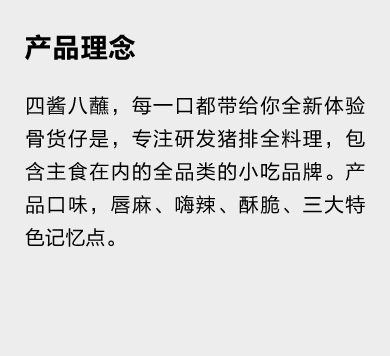 产品理念
四酱八蘸，每一口都带给你全新体验
骨货仔是，专注研发猪排全料理，包
含主食在内的全品类的小吃品牌。产
品口味，唇麻、嗨辣、酥脆、三大特
色记忆点。